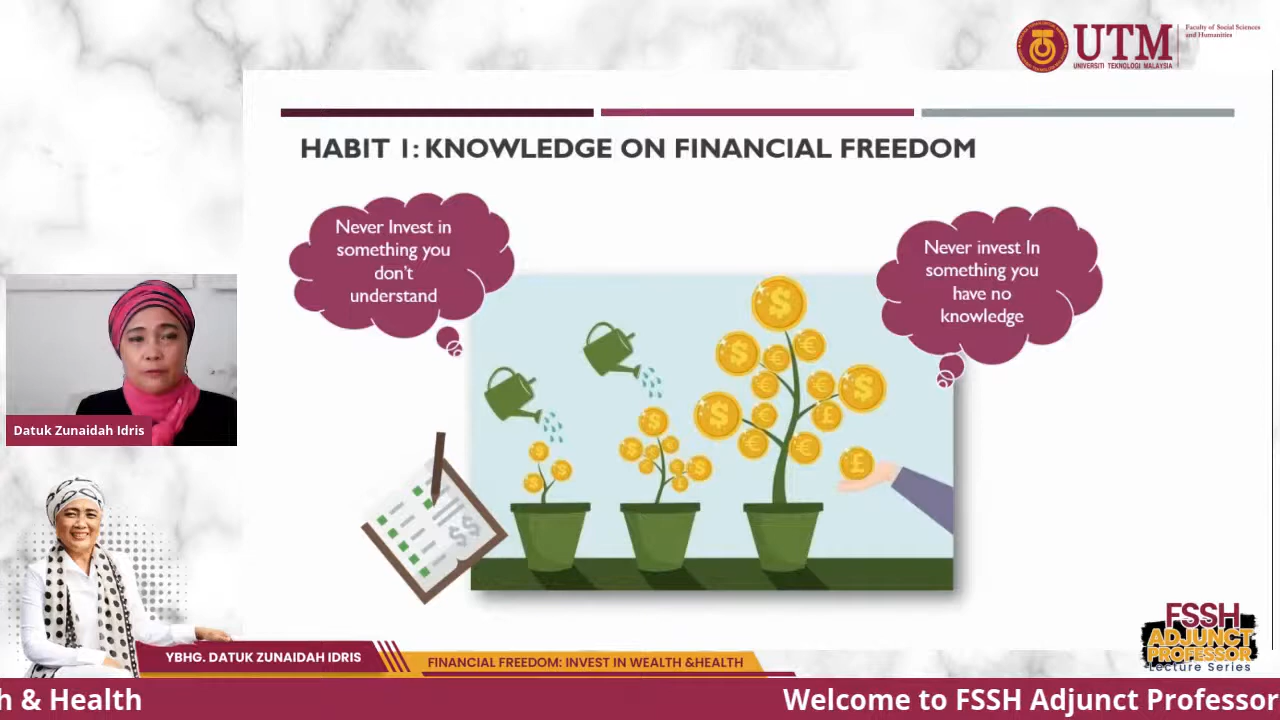 UTM
UNIVERSITI TEKNOLOGI MALAYSIA
Faculty of Social Sciences
and Humanities
HABIT 1: KNOWLEDGE ON FINANCIAL FREEDOM
Never Invest in
something you
don't
understand
Never invest In
something you
have no
knowledge
Datuk Zunaidah Idris
YBHG. DATUK ZUNAIDAH IDRIS
FINANCIAL FREEDOM: INVEST IN WEALTH &HEALTH
FSSH
ADJUNCT
PROFESSOR
Lecture Series
h & Health
Welcome to FSSH Adjunct Professor